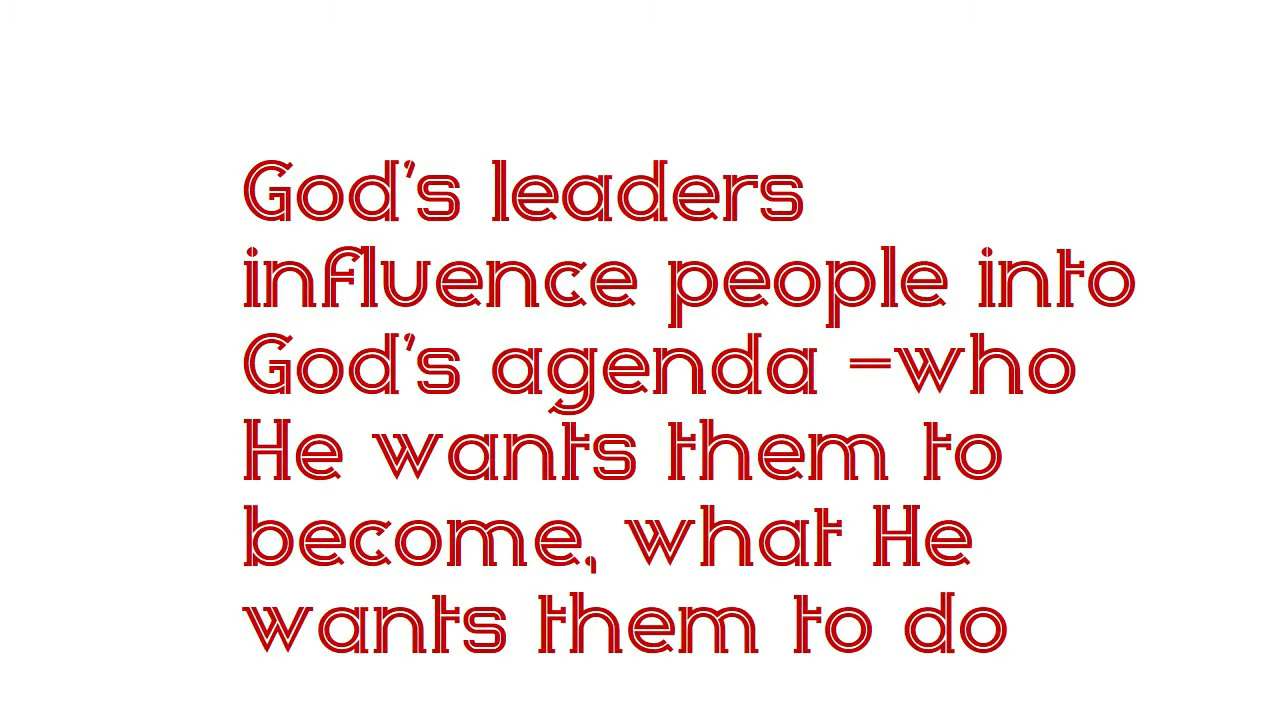 God's leaders
influence people into
God's agenda –who
He wants them to
become, what He
wants them to do